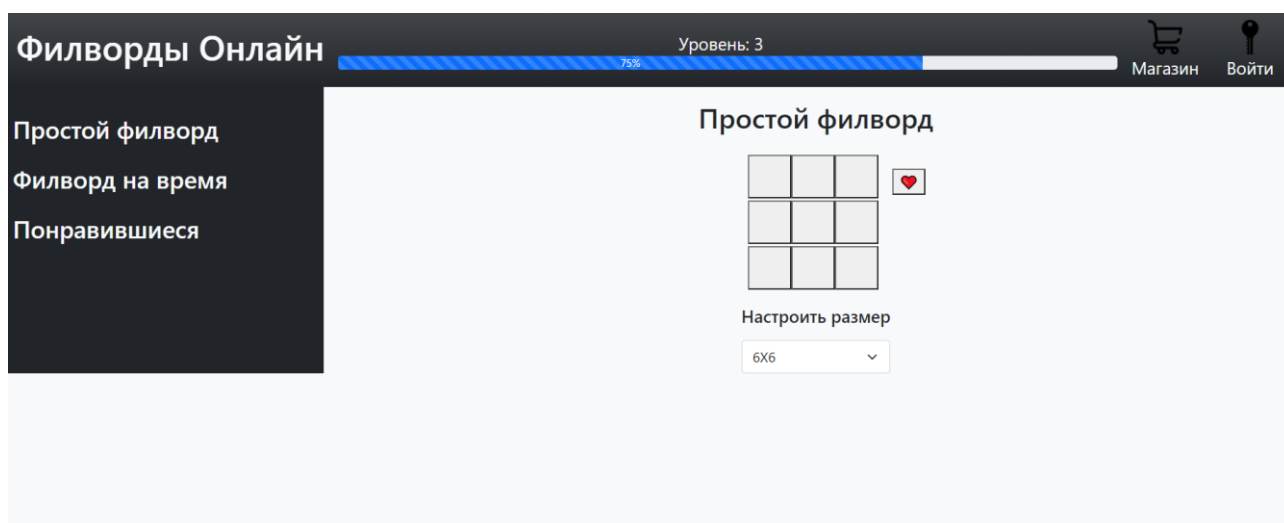 Филворды Онлайн
Уровень: 3
75%
Магазин
Войти
Простой филворд
Филворд на время
Понравившиеся
Простой филворд
Настроить размер
6X6